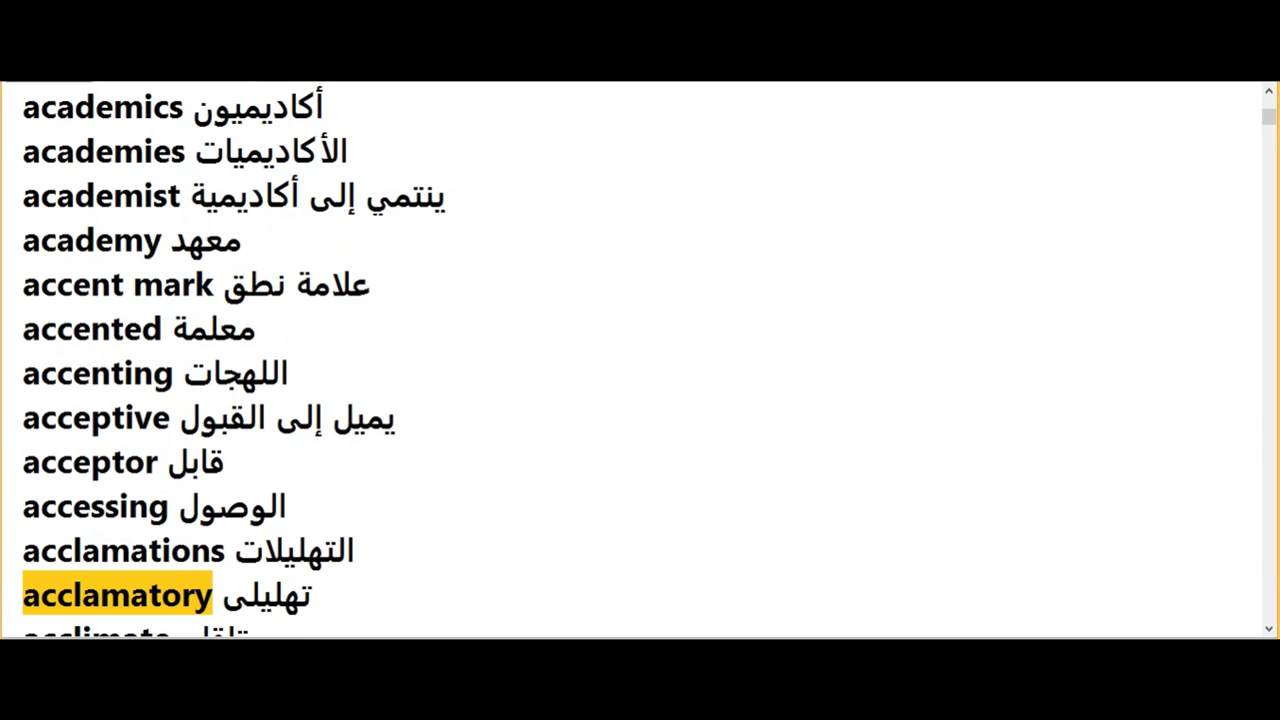 academics أكاديميون
academies الأكاديميات
academist ينتمي إلى أكاديمية
academy معهد
accent mark علامة نطق
accented معلمة
accenting اللهجات
acceptive يميل إلى القبول
acceptor قابل
accessing الوصول
acclamations التهليلات
acclamatory تهليلى
acclimate